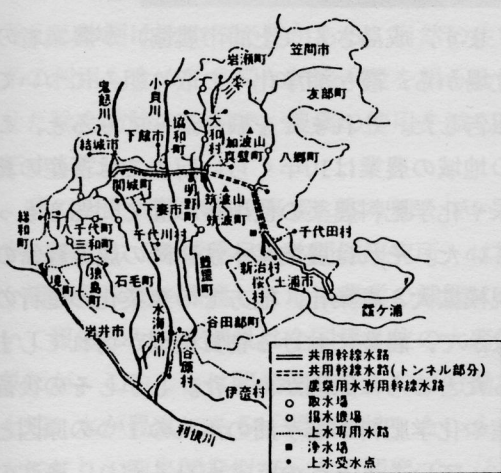 笠間市
岩瀬町
友部町
鬼怒川
下館市
協和町
大和村
加波山
真壁町
八郷町
結城市
関城町
明野町
筑波山
筑波町
下妻市
千代川村
千代田村
総和町
八千代町
三和町
猿島町
境町
石毛町
豊里町
新治村
桜村
土浦市
霞ケ浦
岩井市
水海道市
谷田部町
谷原村
伊奈村
利根川
共用幹線水路
共用幹線水路(トンネル部分)
農業用水専用幹線水路
取水場
揚水機場
上水専用水路
浄水場
上水受水点